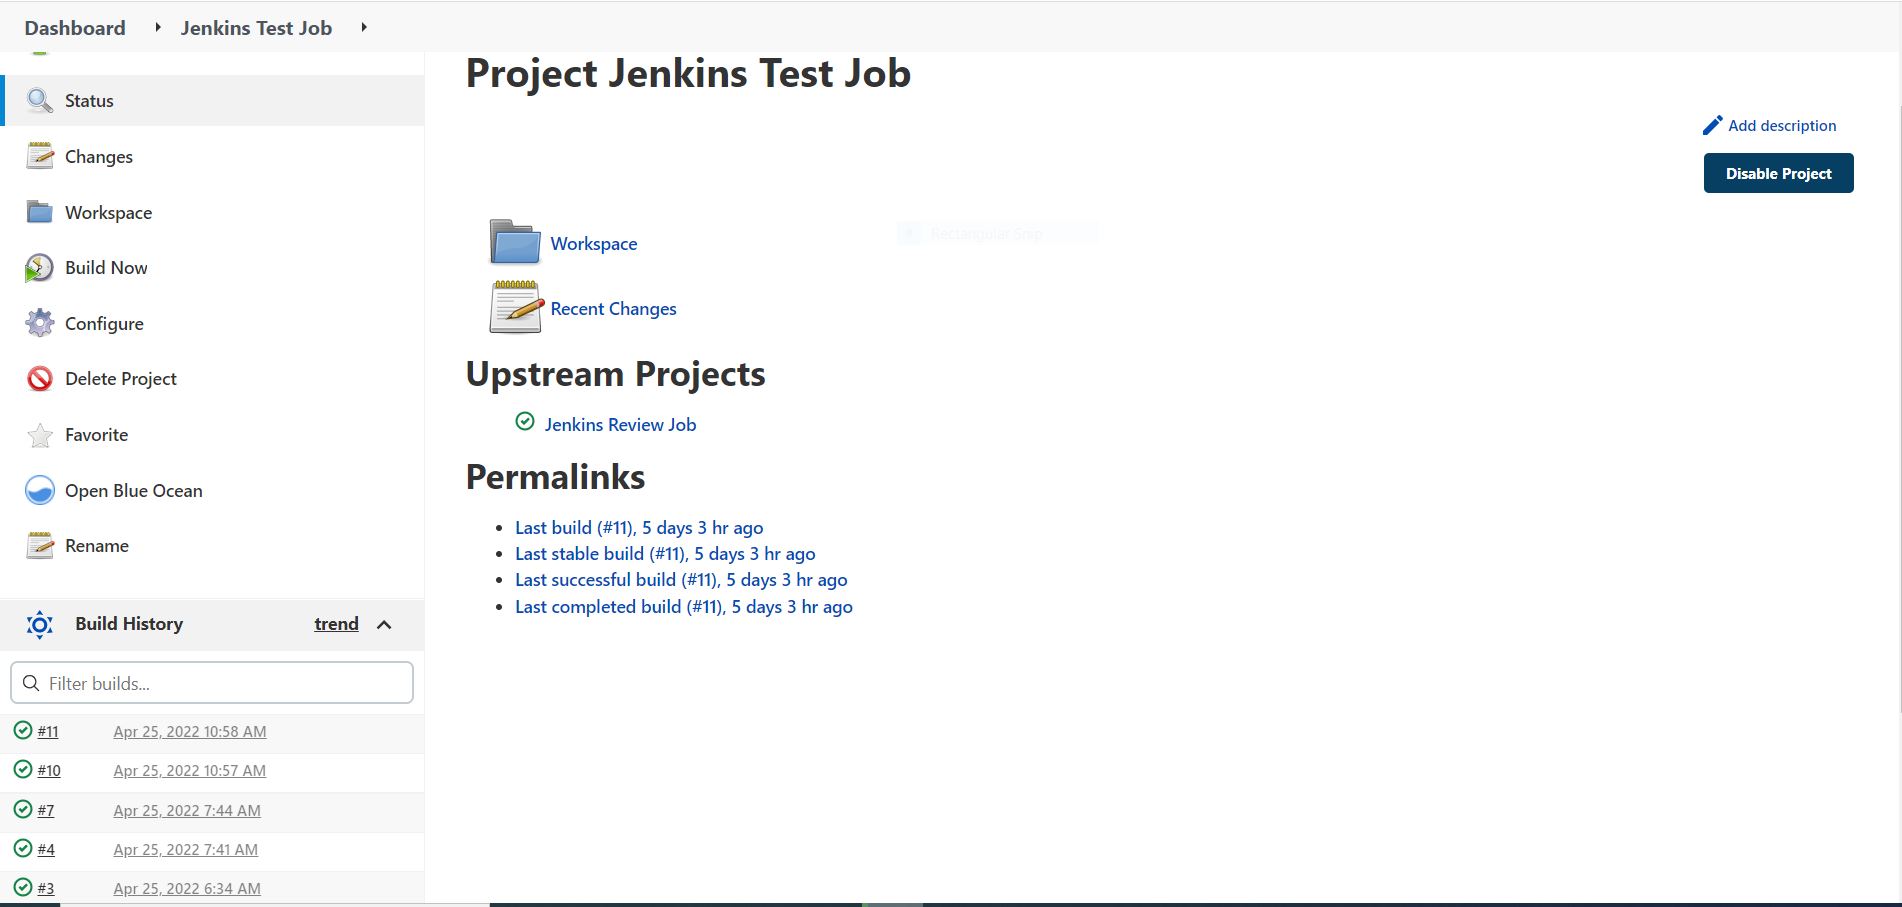 Dashboard Jenkins Test Job
Status
Changes
Workspace
Build Now
Configure
Delete Project
Favorite
Open Blue Ocean
Rename
Build History trend
Filter builds...
#11 Apr 25, 2022 10:58 AM
#10 Apr 25, 2022 10:57 AM
#7 Apr 25, 2022 7:44 AM
#4 Apr 25, 2022 7:41 AM
#3 Apr 25, 2022 6:34 AM
Project Jenkins Test Job
Add description
Disable Project
Workspace
Rectangular Snip
Recent Changes
Upstream Projects
Jenkins Review Job
Permalinks
Last build (#11), 5 days 3 hr ago
Last stable build (#11), 5 days 3 hr ago
Last successful build (#11), 5 days 3 hr ago
Last completed build (#11), 5 days 3 hr ago